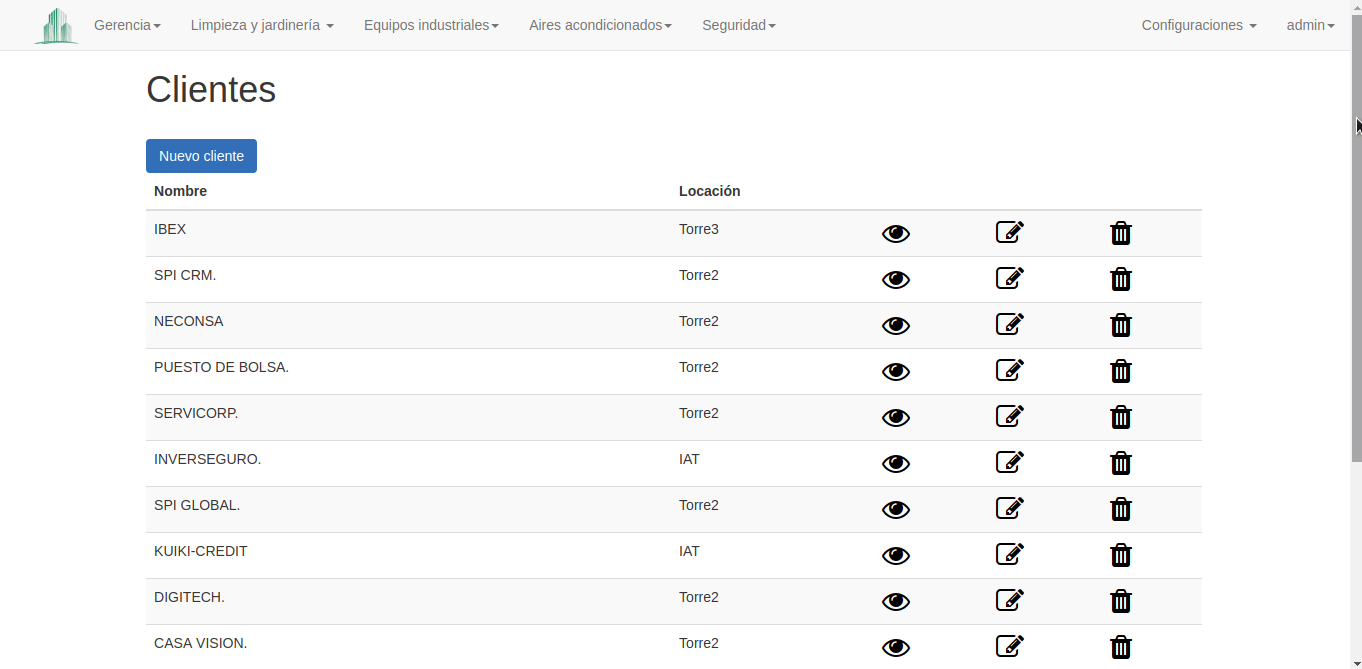 Gerencia Limpieza y jardinería Equipos industriales Aires acondicionados Seguridad Configuraciones admin
Clientes
Nuevo cliente
Nombre Locación
IBEX Torre3
SPI CRM. Torre2
NECONSA Torre2
PUESTO DE BOLSA. Torre2
SERVICORP. Torre2
INVERSEGURO. IAT
SPI GLOBAL. Torre2
KUIKI-CREDIT IAT
DIGITECH. Torre2
CASA VISION. Torre2